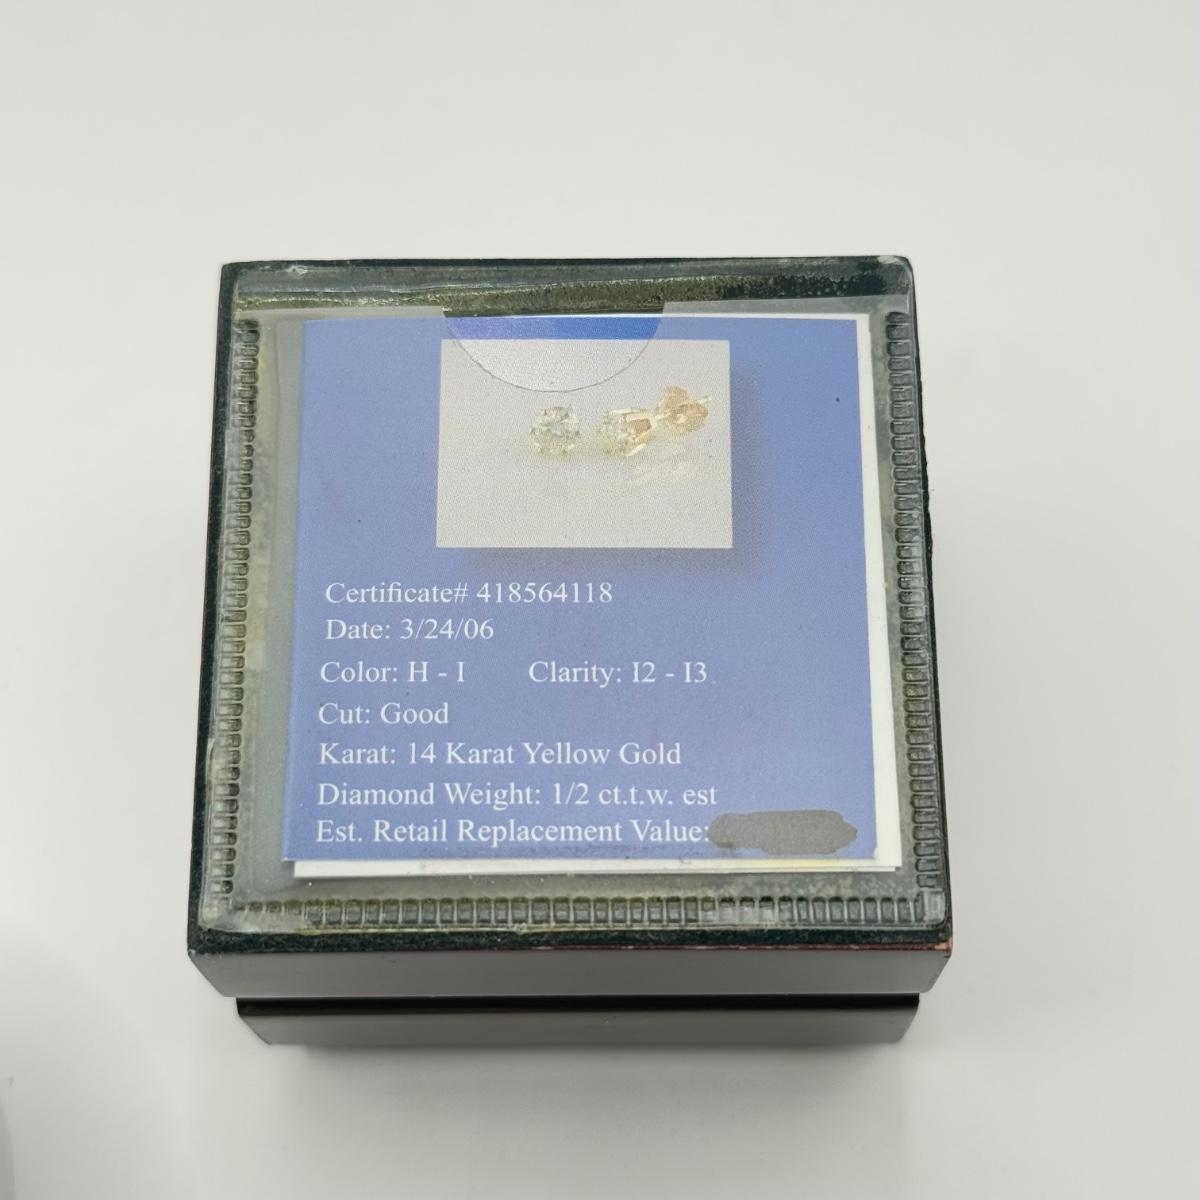 Certificate# 418564118
Date: 3/24/06
Color: H - I Clarity: I2 - I3
Cut: Good
Karat: 14 Karat Yellow Gold
Diamond Weight: 1/2 ct.t.w. est
Est. Retail Replacement Value: